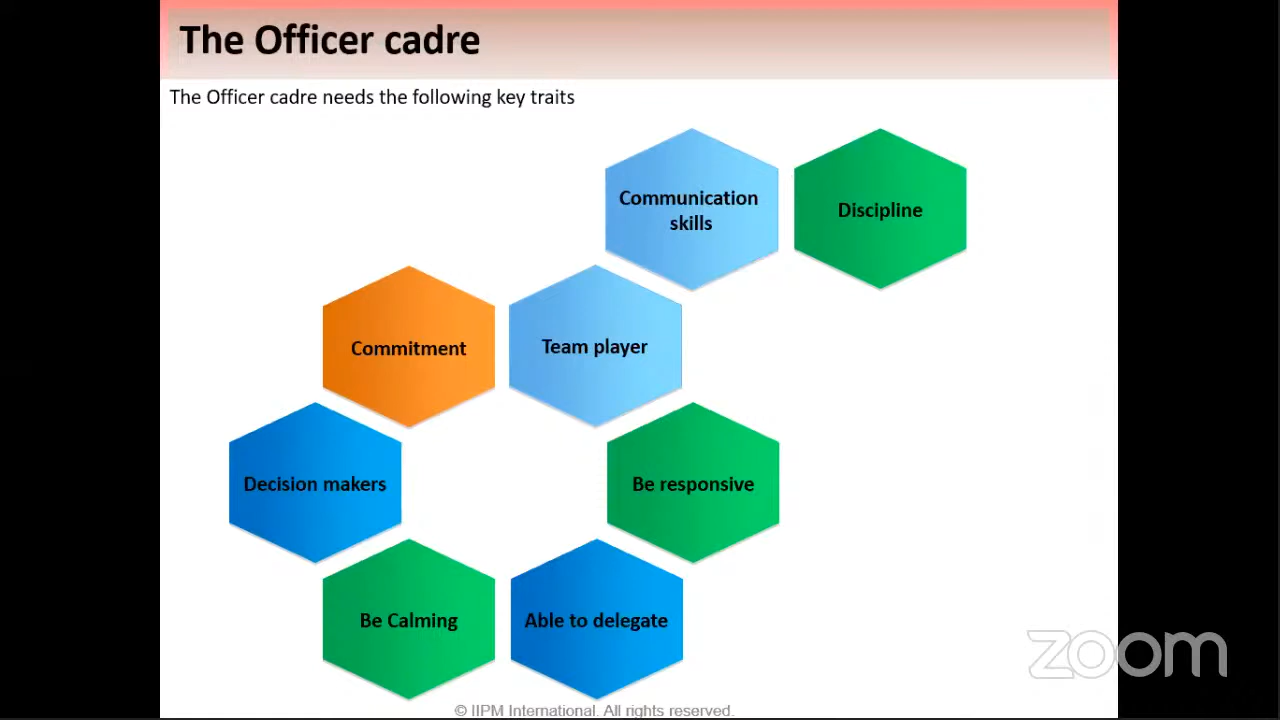 The Officer cadre
The Officer cadre needs the following key traits
Communication
skills
Discipline
Commitment
Team player
Decision makers
Be responsive
Be Calming
Able to delegate
zoom
© IIPM International. All rights reserved.